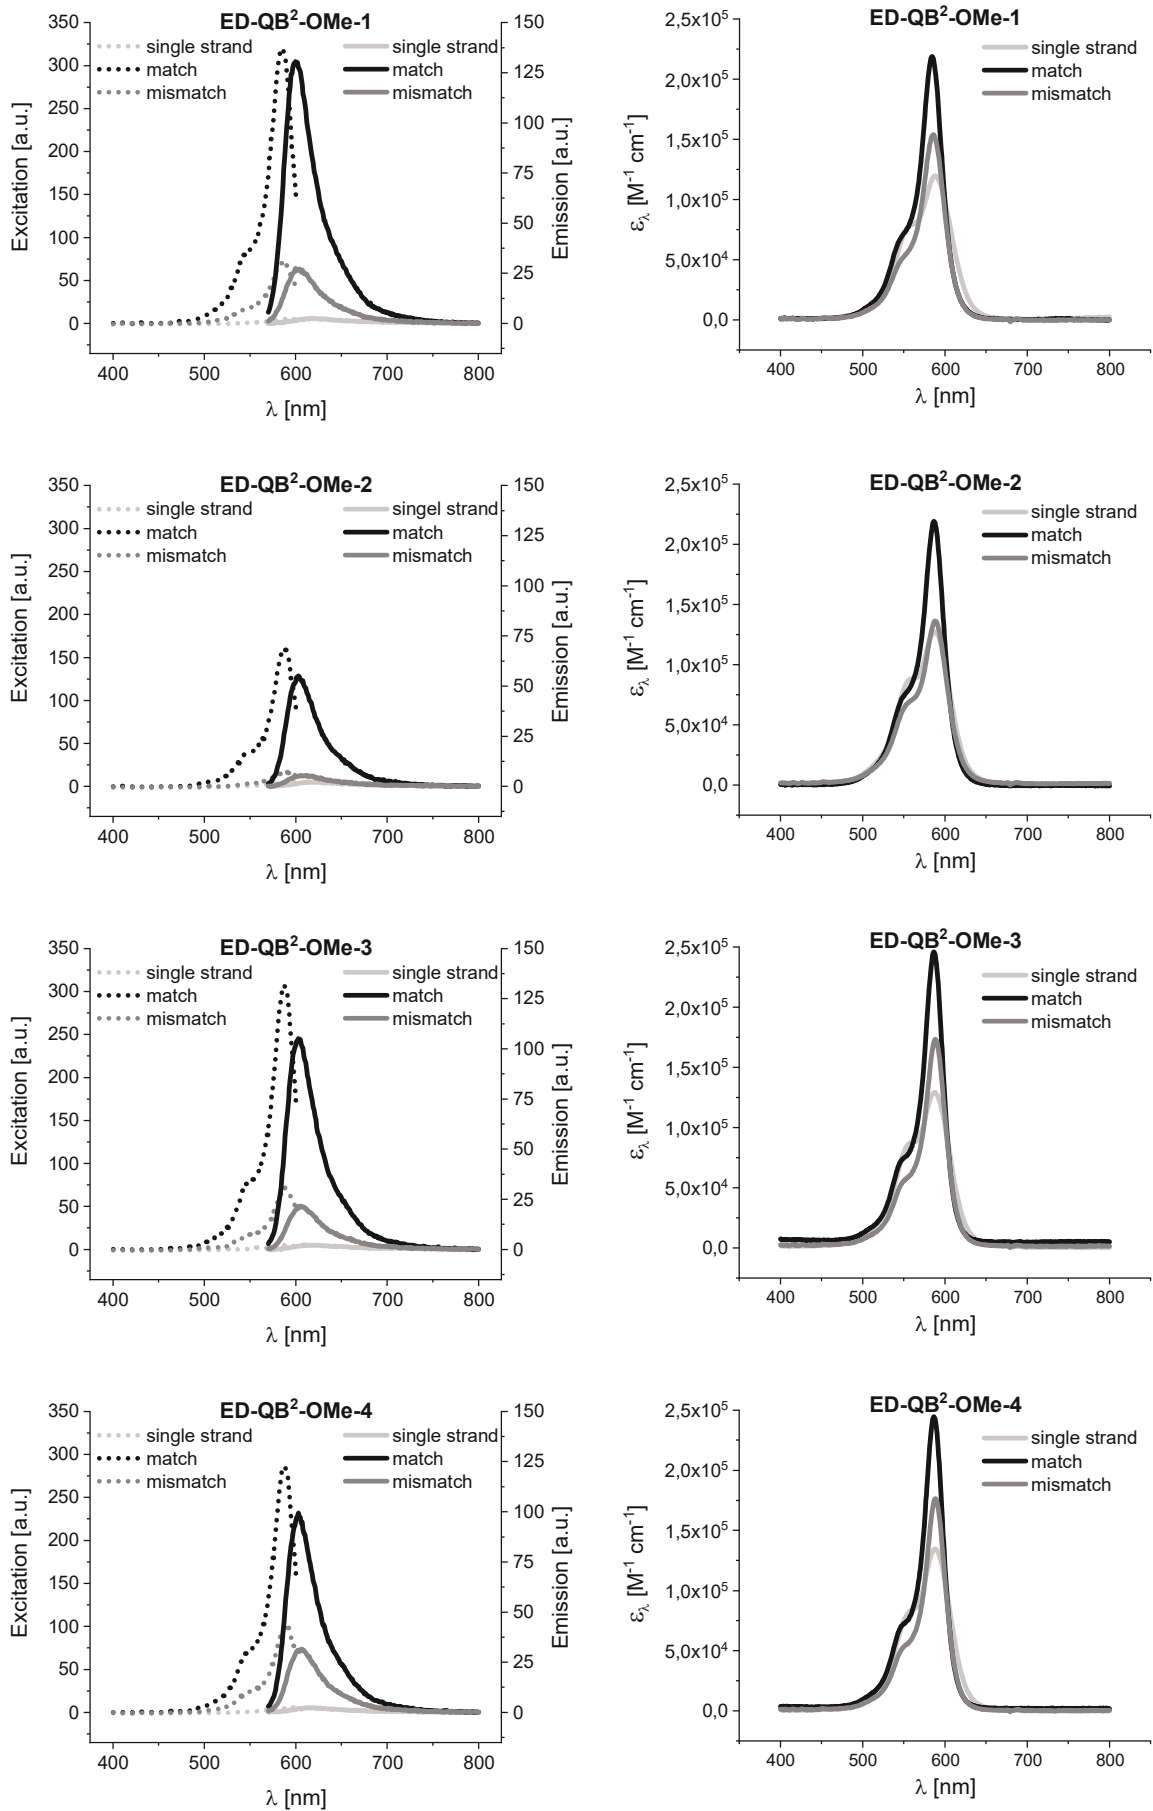 ED-QB²-OMe-1
350
300
250
200
150
100
50
0
Excitation [a.u.]
single strand
match
mismatch
single strand
match
mismatch
150
125
100
75
50
25
0
Emission [a.u.]
400 500 600 700 800
λ [nm]
ED-QB²-OMe-1
2,5x10⁵
2,0x10⁵
1,5x10⁵
1,0x10⁵
5,0x10⁴
0,0
ελ [M⁻¹ cm⁻¹]
single strand
match
mismatch
400 500 600 700 800
λ [nm]
ED-QB²-OMe-2
350
300
250
200
150
100
50
0
Excitation [a.u.]
single strand
match
mismatch
singel strand
match
mismatch
150
125
100
75
50
25
0
Emission [a.u.]
400 500 600 700 800
λ [nm]
ED-QB²-OMe-2
2,5x10⁵
2,0x10⁵
1,5x10⁵
1,0x10⁵
5,0x10⁴
0,0
ελ [M⁻¹ cm⁻¹]
single strand
match
mismatch
400 500 600 700 800
λ [nm]
ED-QB²-OMe-3
350
300
250
200
150
100
50
0
Excitation [a.u.]
single strand
match
mismatch
single strand
match
mismatch
150
125
100
75
50
25
0
Emission [a.u.]
400 500 600 700 800
λ [nm]
ED-QB²-OMe-3
2,5x10⁵
2,0x10⁵
1,5x10⁵
1,0x10⁵
5,0x10⁴
0,0
ελ [M⁻¹ cm⁻¹]
single strand
match
mismatch
400 500 600 700 800
λ [nm]
ED-QB²-OMe-4
350
300
250
200
150
100
50
0
Excitation [a.u.]
single strand
match
mismatch
single strand
match
mismatch
150
125
100
75
50
25
0
Emission [a.u.]
400 500 600 700 800
λ [nm]
ED-QB²-OMe-4
2,5x10⁵
2,0x10⁵
1,5x10⁵
1,0x10⁵
5,0x10⁴
0,0
ελ [M⁻¹ cm⁻¹]
single strand
match
mismatch
400 500 600 700 800
λ [nm]